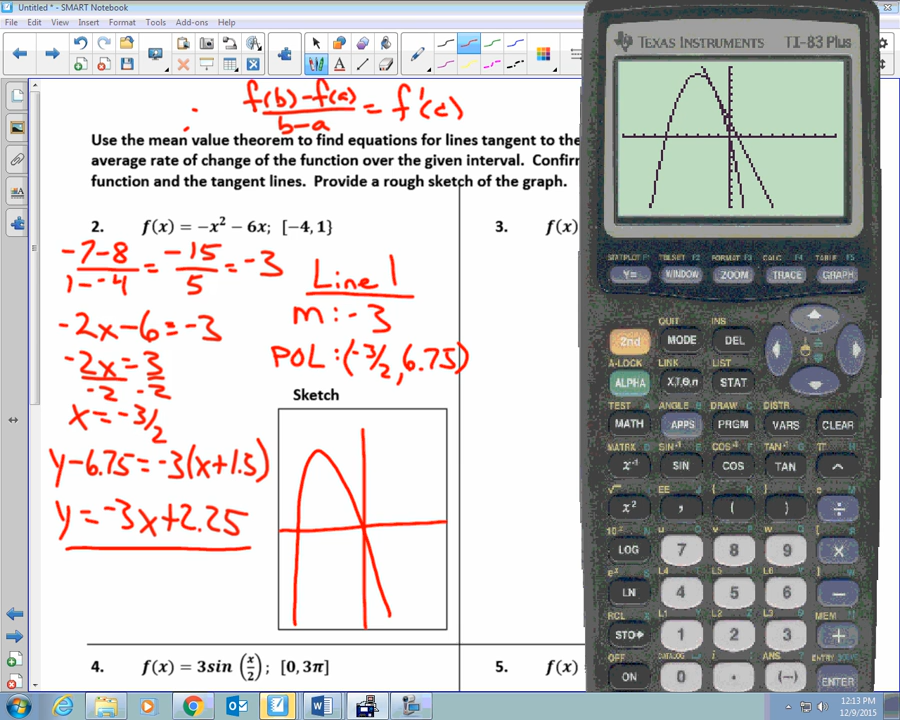 Untitled * - SMART Notebook
File Edit View Insert Format Tools Add-ons Help
f(b)-f(a)/b-a = f'(c)
Use the mean value theorem to find equations for lines tangent to the
average rate of change of the function over the given interval. Confir
function and the tangent lines. Provide a rough sketch of the graph.
2. f(x) = −x² − 6x; [−4, 1]
3. f(x)
-7-8/1--4 = -15/5 = -3
Line 1
m: -3
-2x-6=-3
POL: (-3/2, 6.75)
-2x=3
-2 -2
x=-3/2
Sketch
y-6.75=-3(x+1.5)
y=-3x+2.25
4. f(x) = 3sin (x/2); [0, 3π]
5. f(x)
TEXAS INSTRUMENTS TI-83 Plus
STATPLOT F1 TBLSET F2 FORMAT F3 CALC F4 TABLE F5
Y= WINDOW ZOOM TRACE GRAPH
QUIT INS
2nd MODE DEL
A-LOCK LINK LIST
ALPHA X,T,Θ,n STAT
TEST A ANGLE B DRAW C DISTR
MATH APPS PRGM VARS CLEAR
MATRX D SIN⁻¹ E COS⁻¹ F TAN⁻¹ G π H
x⁻¹ SIN COS TAN ^
√ I EE J { K } L e M
x² , ( ) ÷
10ˣ N u O v P w Q [ R
LOG 7 8 9 ×
eˣ S L4 T L5 U L6 V ] W
LN 4 5 6 −
RCL X L1 Y L2 Z L3 θ MEM "
STO 1 2 3 +
OFF CATALOG i : ANS ? ENTRY SOLVE
ON 0 . (−) ENTER
12:13 PM
12/9/2015